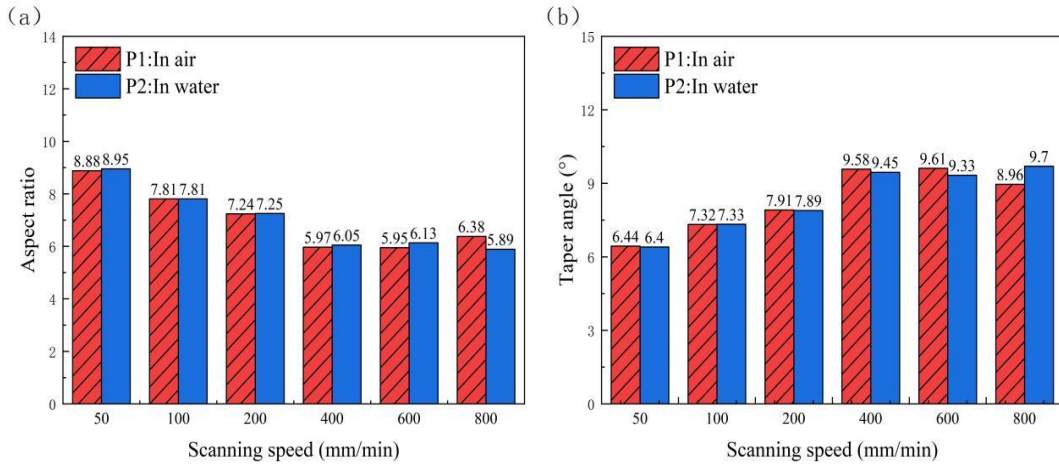 (a)
14
12
10
8
6
4
2
0
P1:In air
P2:In water
8.88 8.95
7.81 7.81
7.24 7.25
5.97 6.05
5.95 6.13
6.38 5.89
Aspect ratio
50 100 200 400 600 800
Scanning speed (mm/min)
(b)
15
12
9
6
3
0
P1:In air
P2:In water
6.44 6.4
7.32 7.33
7.91 7.89
9.58 9.45
9.61 9.33
8.96 9.7
Taper angle (°)
50 100 200 400 600 800
Scanning speed (mm/min)